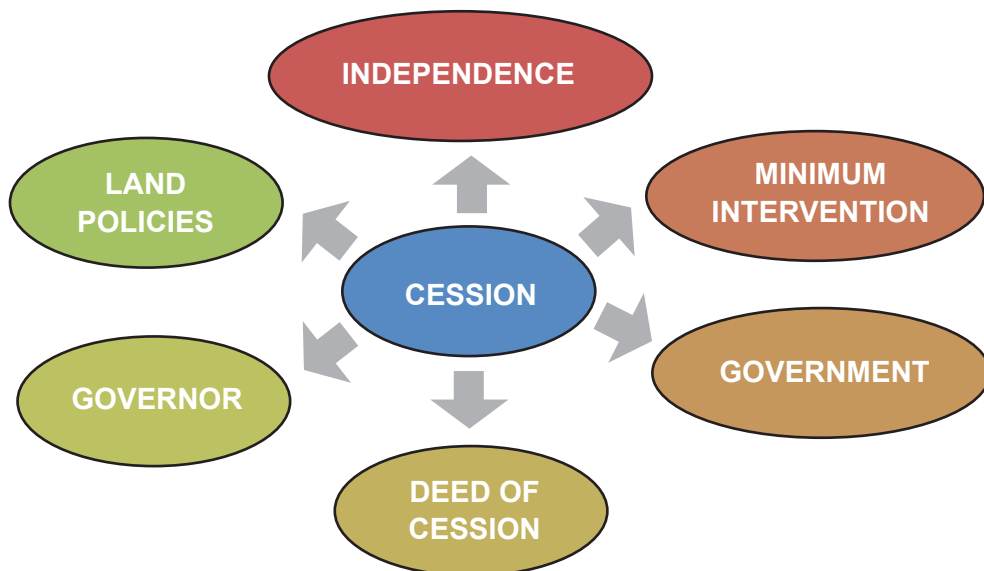 INDEPENDENCE
LAND
POLICIES
MINIMUM
INTERVENTION
CESSION
GOVERNOR
GOVERNMENT
DEED OF
CESSION